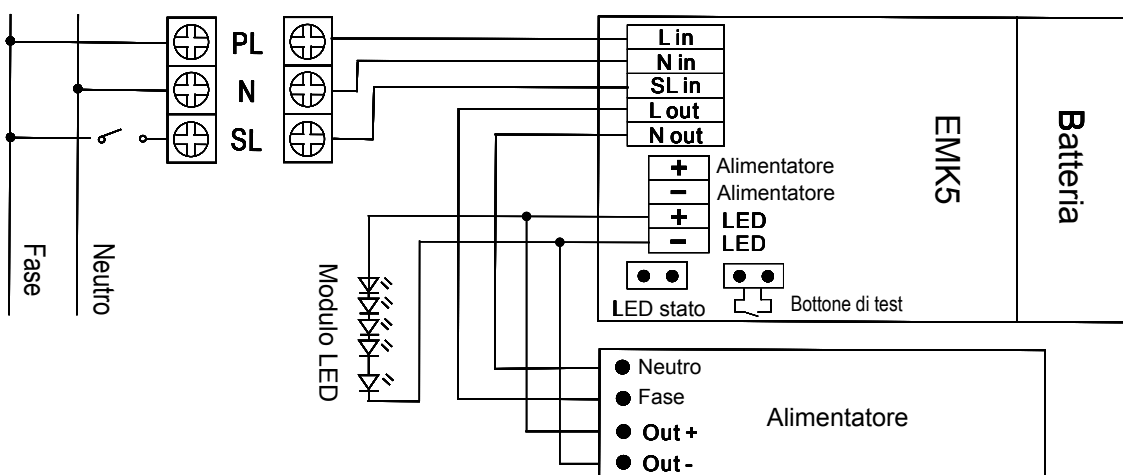 PL
N
SL
L in
N in
SL in
L out
N out
+
Alimentatore
−
Alimentatore
+
LED
−
LED
LED stato
Bottone di test
EMK5
Batteria
Fase
Neutro
Modulo LED
Neutro
Fase
Out +
Out -
Alimentatore